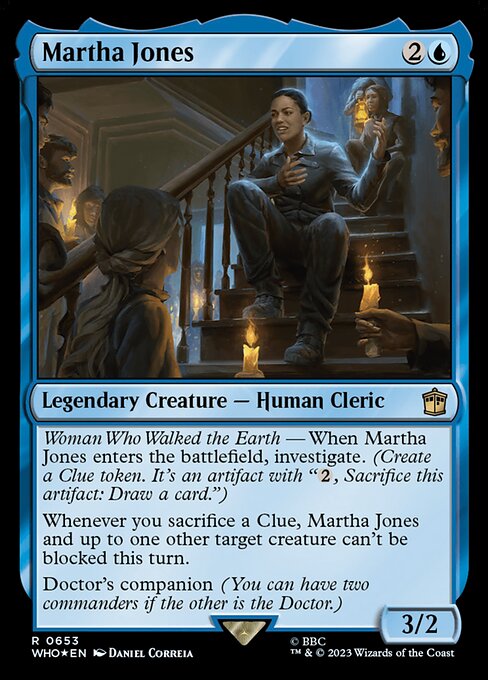 Martha Jones 2
Legendary Creature — Human Cleric
Woman Who Walked the Earth — When Martha
Jones enters the battlefield, investigate. (Create
a Clue token. It's an artifact with “2, Sacrifice this
artifact: Draw a card.”)
Whenever you sacrifice a Clue, Martha Jones
and up to one other target creature can't be
blocked this turn.
Doctor's companion (You can have two
commanders if the other is the Doctor.)
3/2
R 0653
WHO★EN Daniel Correia
© BBC
™ & © 2023 Wizards of the Coast